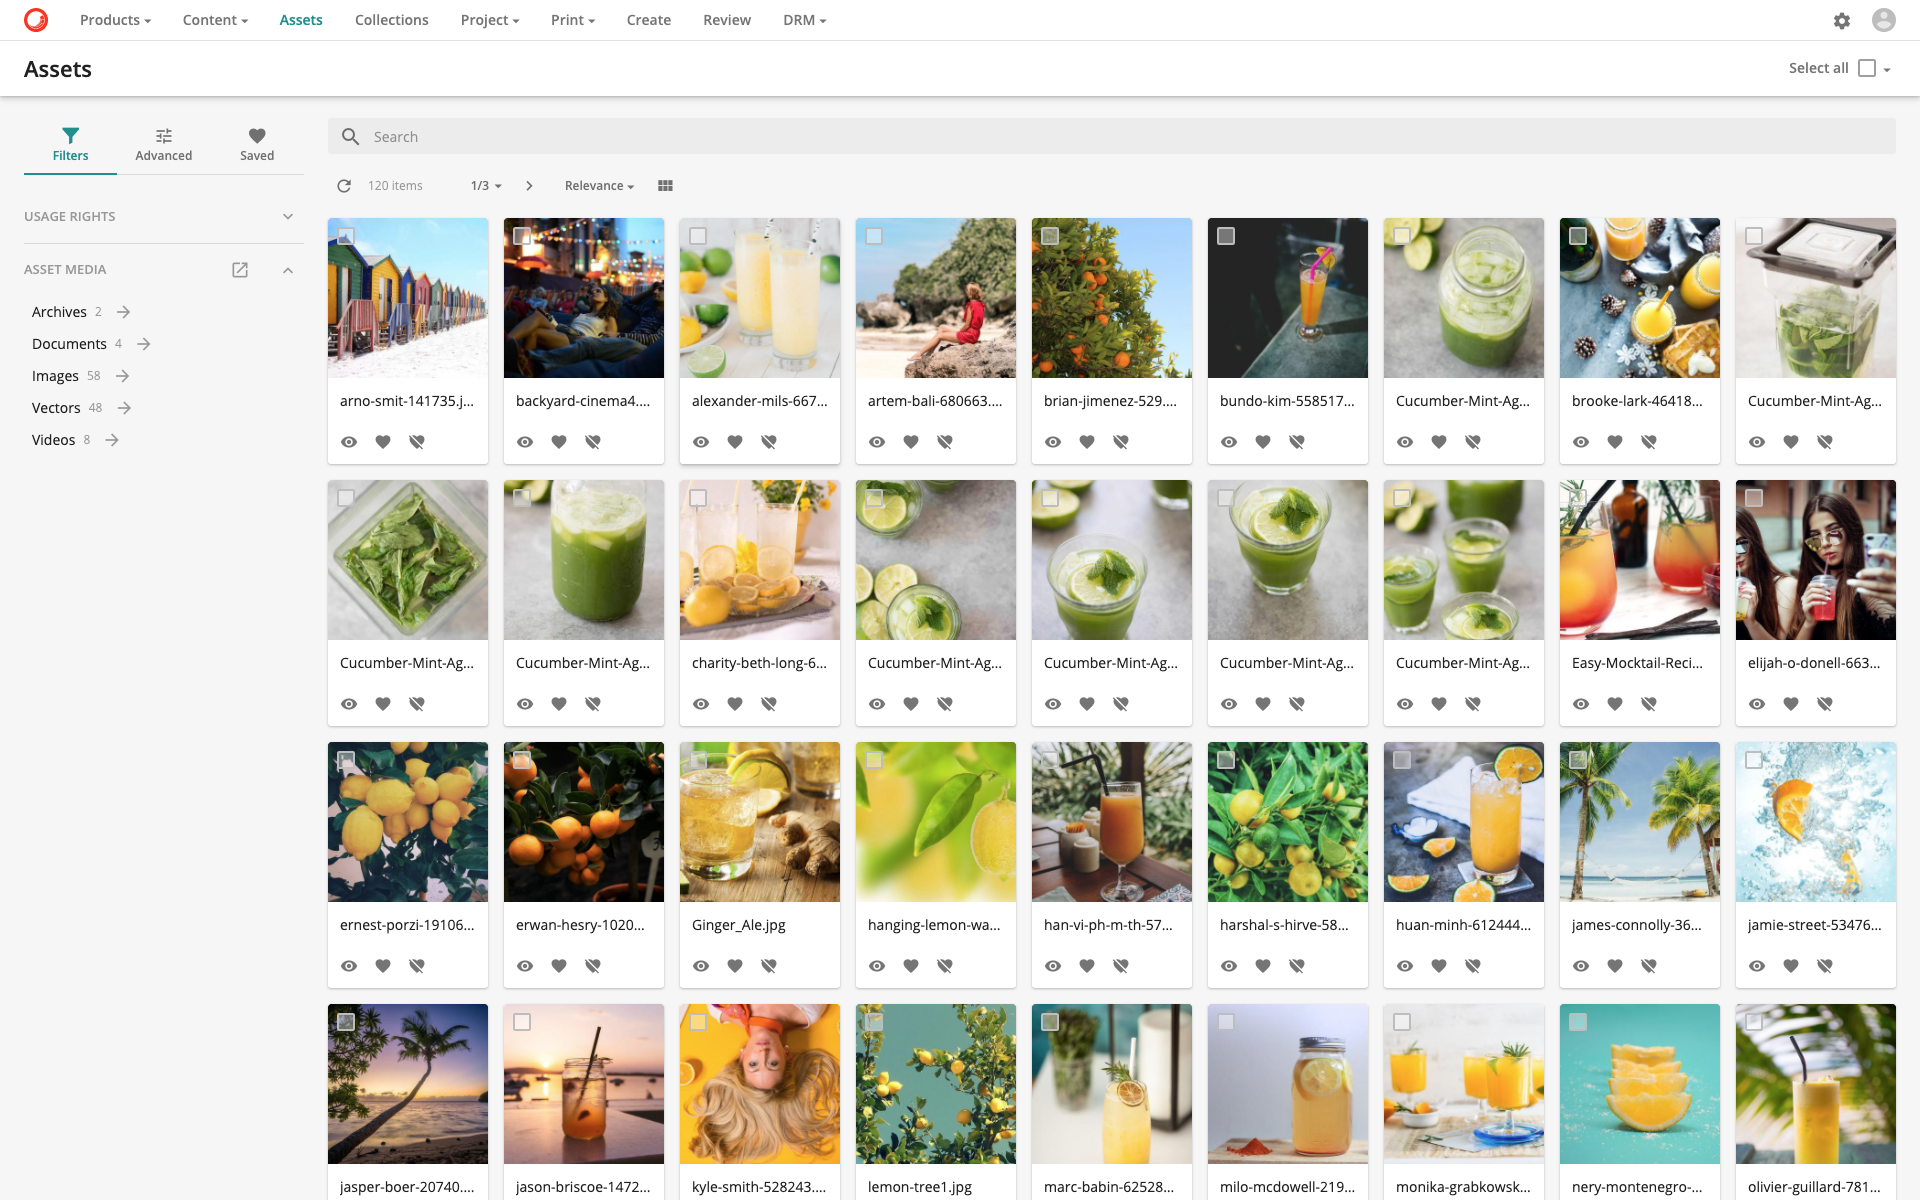 Products Content Assets Collections Project Print Create Review DRM
Assets
Select all
Filters Advanced Saved
Search
120 items 1/3 Relevance
USAGE RIGHTS
ASSET MEDIA
Archives 2
Documents 4
Images 58
Vectors 48
Videos 8
arno-smit-141735.j... backyard-cinema4.... alexander-mils-667... artem-bali-680663.... brian-jimenez-529.... bundo-kim-558517... Cucumber-Mint-Ag... brooke-lark-46418... Cucumber-Mint-Ag...
Cucumber-Mint-Ag... Cucumber-Mint-Ag... charity-beth-long-6... Cucumber-Mint-Ag... Cucumber-Mint-Ag... Cucumber-Mint-Ag... Cucumber-Mint-Ag... Easy-Mocktail-Reci... elijah-o-donell-663...
ernest-porzi-19106... erwan-hesry-1020... Ginger_Ale.jpg hanging-lemon-wa... han-vi-ph-m-th-57... harshal-s-hirve-58... huan-minh-612444... james-connolly-36... jamie-street-53476...
jasper-boer-20740.... jason-briscoe-1472... kyle-smith-528243.... lemon-tree1.jpg marc-babin-62528... milo-mcdowell-219... monika-grabkowsk... nery-montenegro-... olivier-guillard-781...